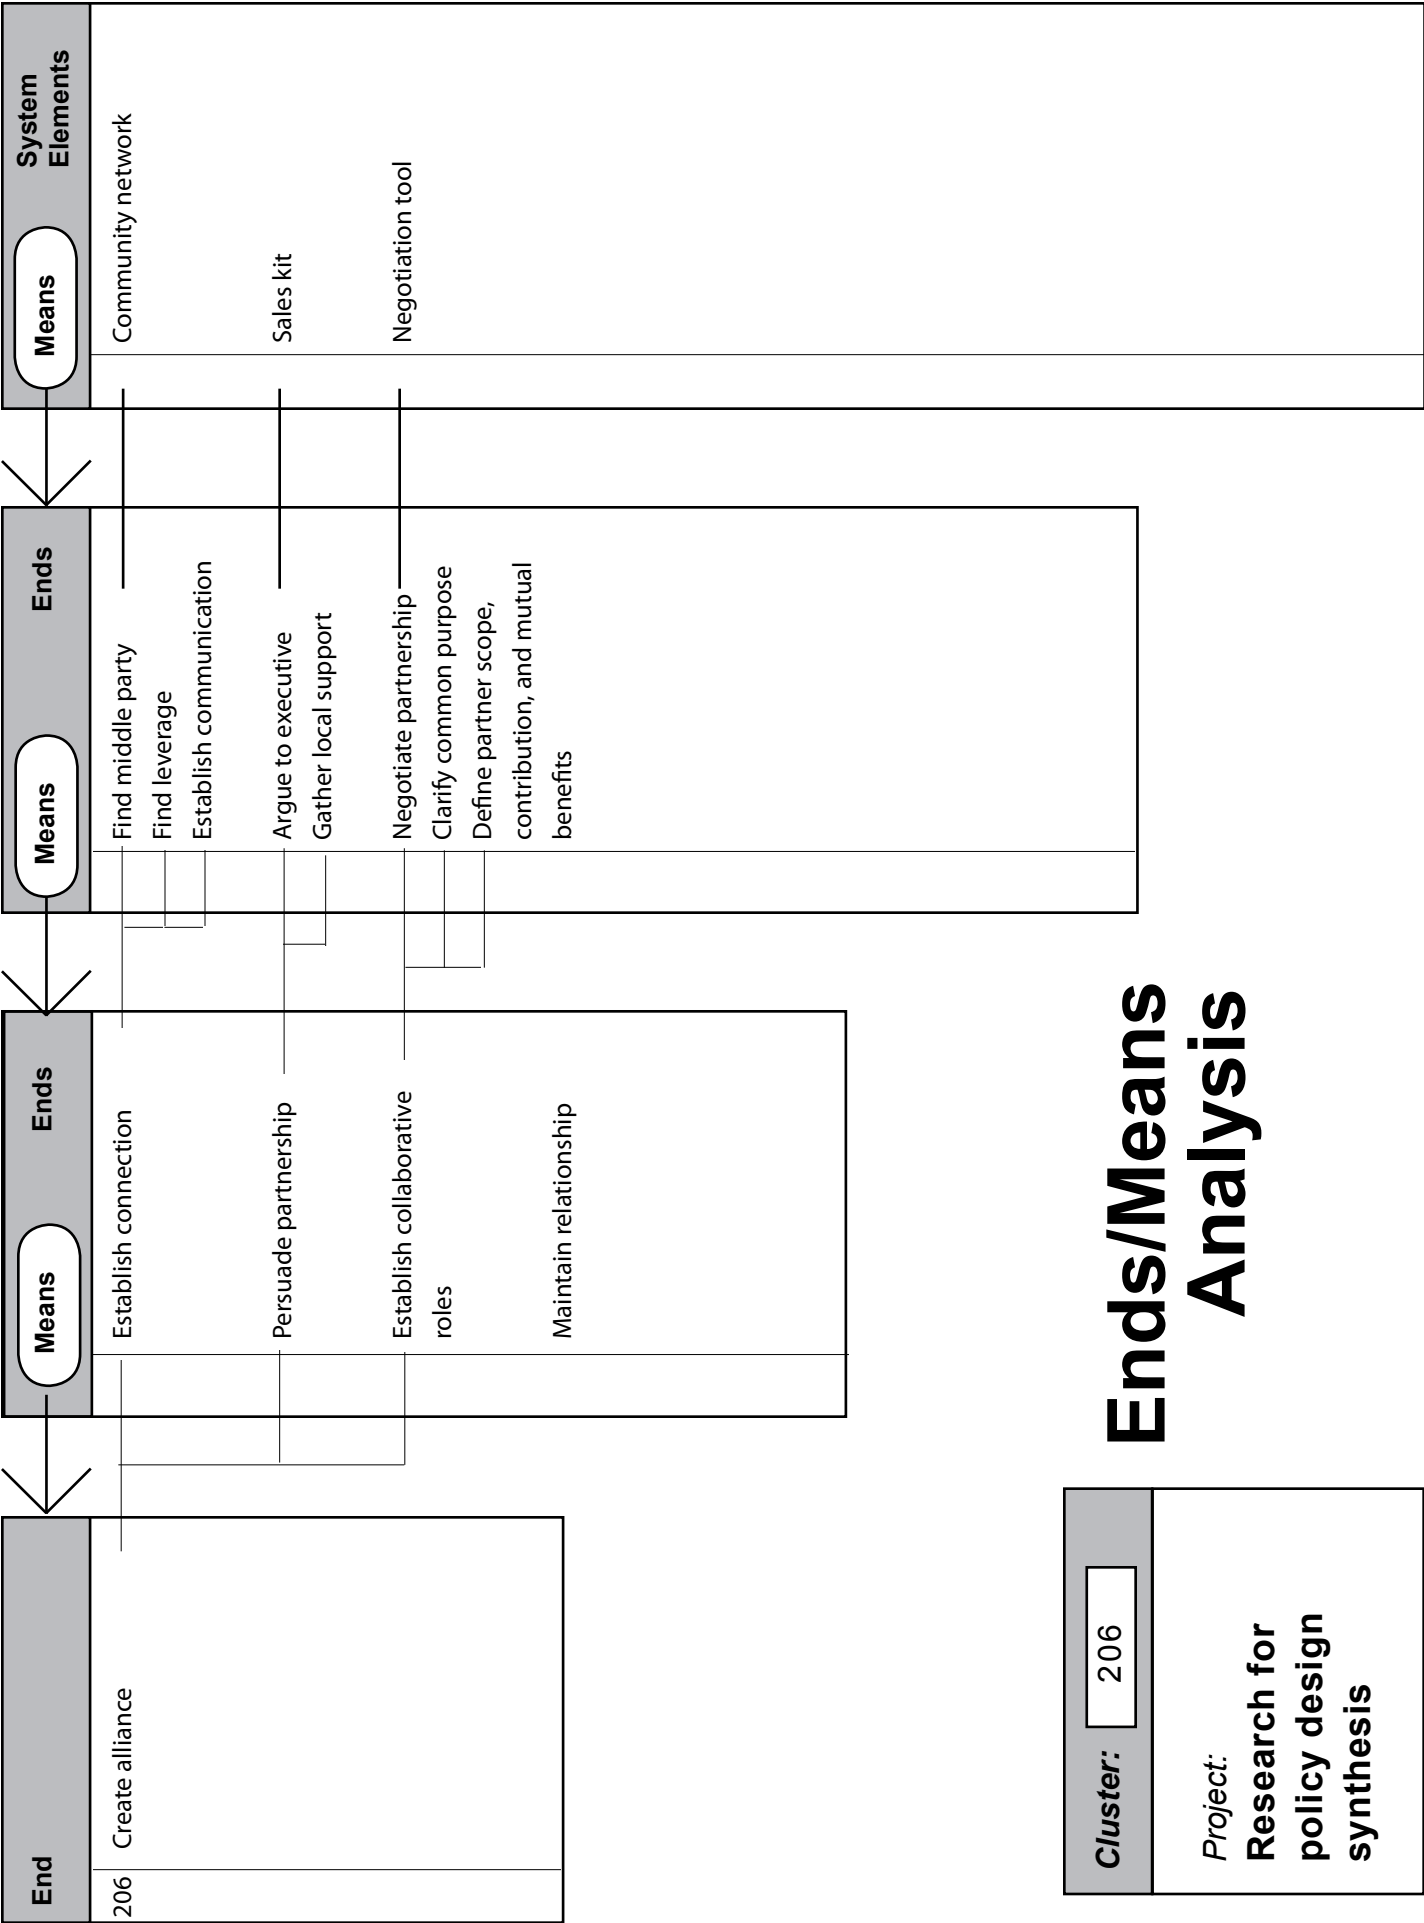 End
206 Create alliance
Means Ends
Establish connection
Persuade partnership
Establish collaborative
roles
Maintain relationship
Means Ends
Find middle party
Find leverage
Establish communication
Argue to executive
Gather local support
Negotiate partnership
Clarify common purpose
Define partner scope,
contribution, and mutual
benefits
Means
System
Elements
Community network
Sales kit
Negotiation tool
Cluster: 206
Project:
Research for
policy design
synthesis
Ends/Means
Analysis